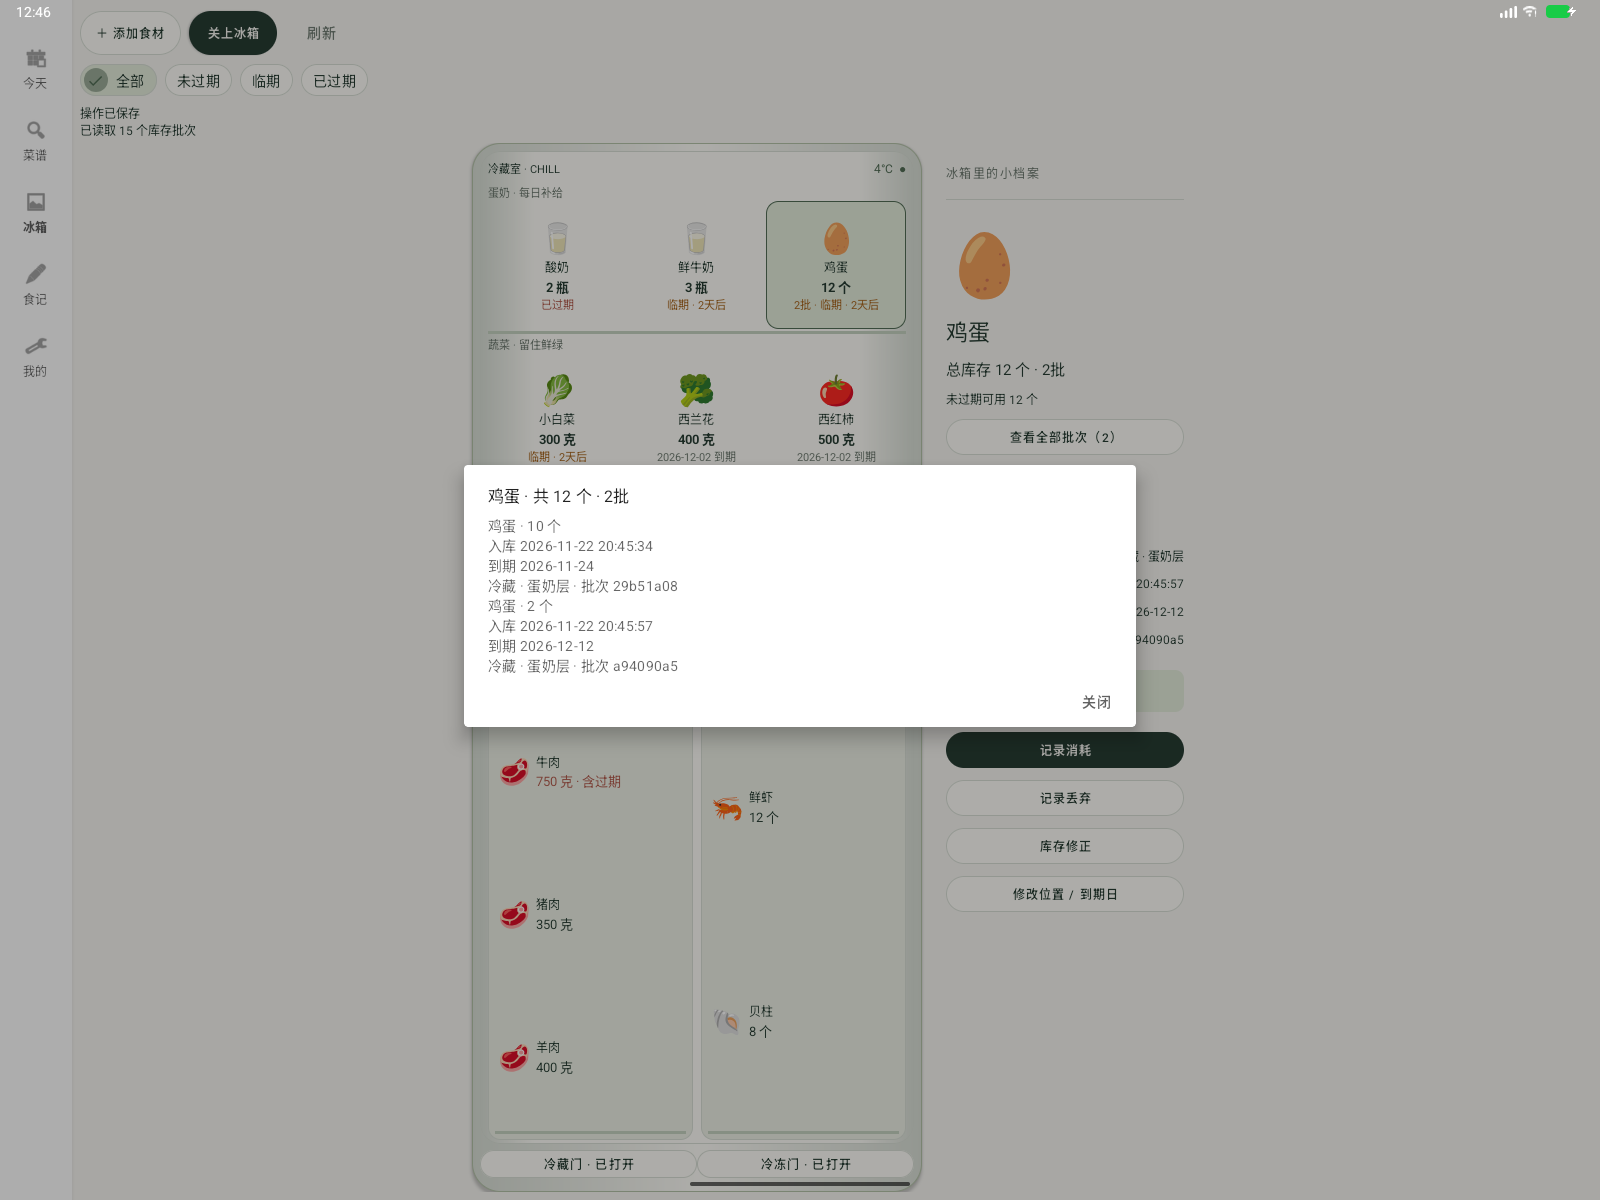 12:46
今天
菜谱
冰箱
食记
我的
+ 添加食材
关上冰箱
刷新
全部
未过期
临期
已过期
操作已保存
已读取 15 个库存批次
冷藏室 · CHILL
4°C
蛋奶 · 每日补给
酸奶
2 瓶
已过期
鲜牛奶
3 瓶
临期 · 2天后
鸡蛋
12 个
2批 · 临期 · 2天后
蔬菜 · 留住鲜绿
小白菜
300 克
临期 · 2天后
西兰花
400 克
2026-12-02 到期
西红柿
500 克
2026-12-02 到期
鸡蛋 · 共 12 个 · 2批
鸡蛋 · 10 个
入库 2026-11-22 20:45:34
到期 2026-11-24
冷藏 · 蛋奶层 · 批次 29b51a08
鸡蛋 · 2 个
入库 2026-11-22 20:45:57
到期 2026-12-12
冷藏 · 蛋奶层 · 批次 a94090a5
关闭
牛肉
750 克 · 含过期
猪肉
350 克
羊肉
400 克
鲜虾
12 个
贝柱
8 个
冷藏门 · 已打开
冷冻门 · 已打开
冰箱里的小档案
鸡蛋
总库存 12 个 · 2批
未过期可用 12 个
查看全部批次（2）
· 蛋奶层
20:45:57
26-12-12
94090a5
记录消耗
记录丢弃
库存修正
修改位置 / 到期日